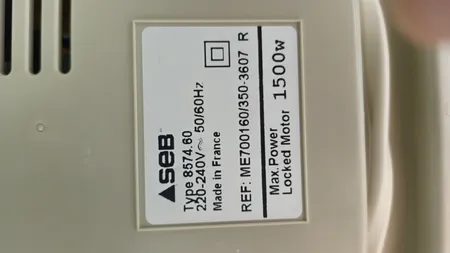 SEB
Type 8574.60
220-240V~ 50/60Hz
Made in France
REF: ME700160/350-3607 R
Max.Power
Locked Motor 1500w